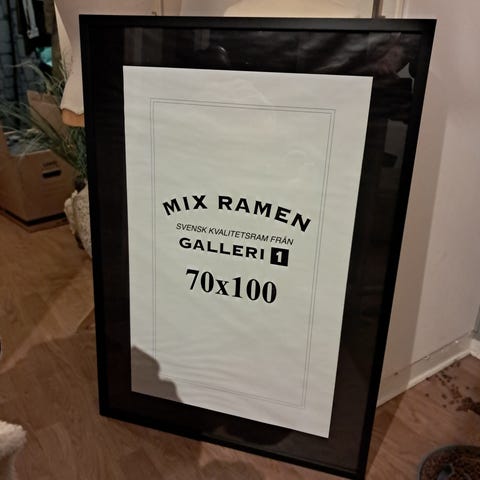 MIX RAMEN
SVENSK KVALITETSRAM FRÅN
GALLERI 1
70x100